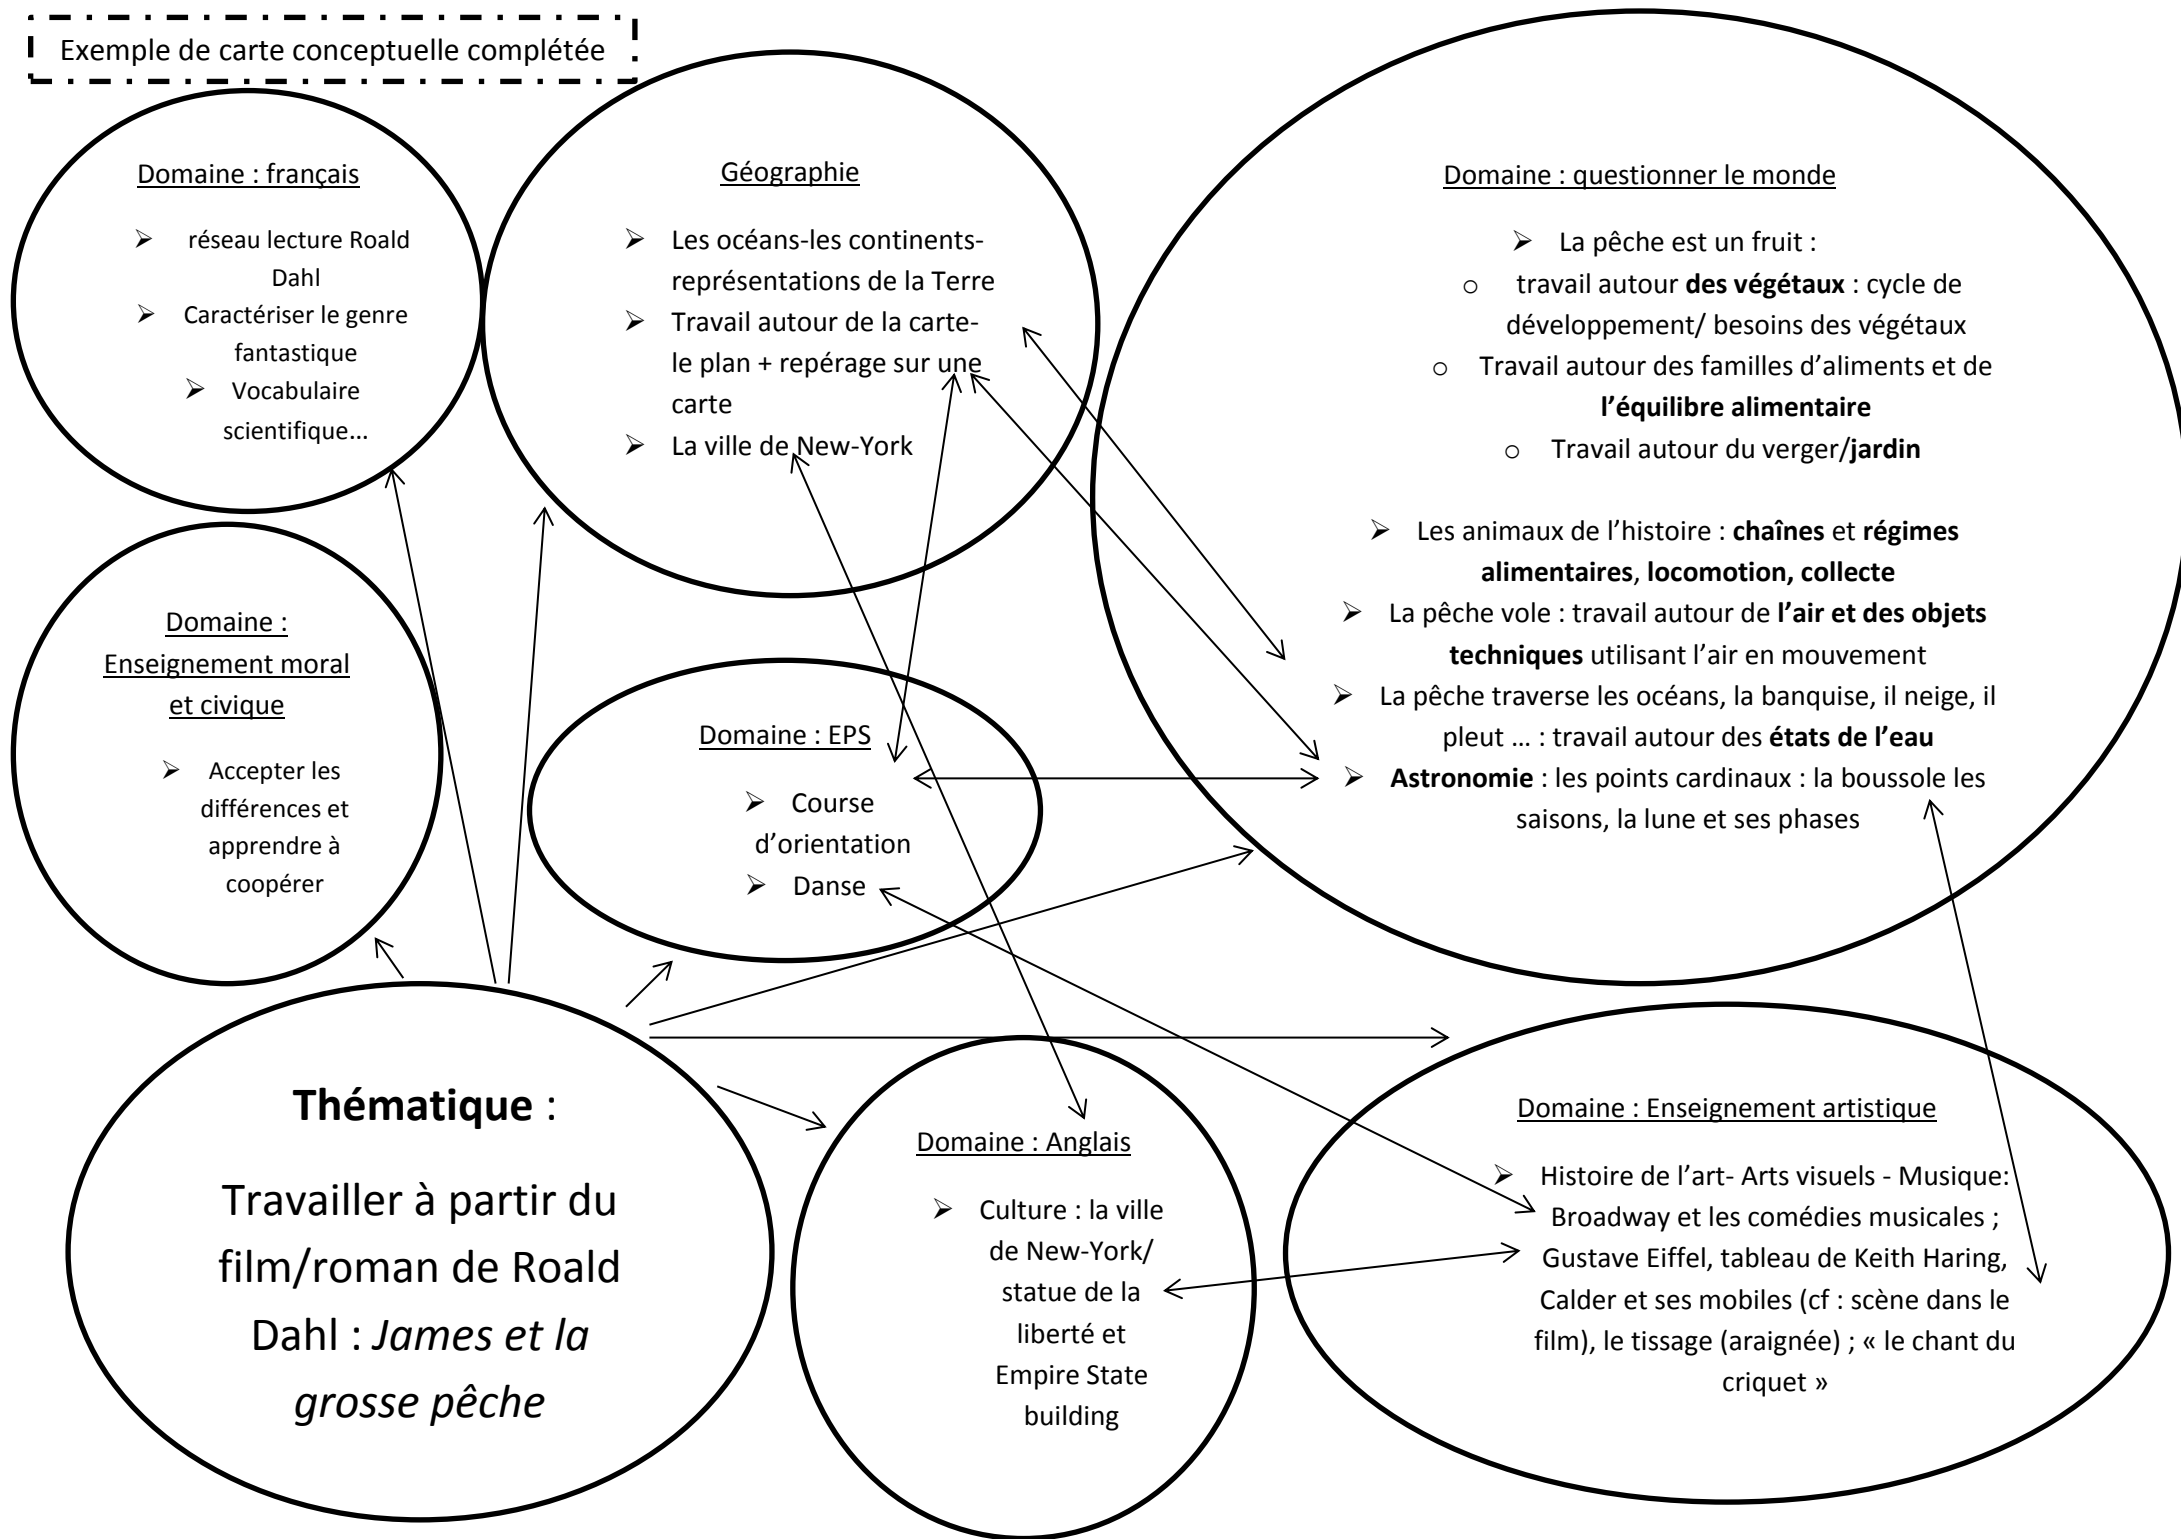 Exemple de carte conceptuelle complétée
Domaine : français
➢ réseau lecture Roald
Dahl
➢ Caractériser le genre
fantastique
➢ Vocabulaire
scientifique...
Géographie
➢ Les océans-les continents-
représentations de la Terre
➢ Travail autour de la carte-
le plan + repérage sur une
carte
➢ La ville de New-York
Domaine : questionner le monde
➢ La pêche est un fruit :
o travail autour des végétaux : cycle de
développement/ besoins des végétaux
o Travail autour des familles d’aliments et de
l’équilibre alimentaire
o Travail autour du verger/jardin
➢ Les animaux de l’histoire : chaînes et régimes
alimentaires, locomotion, collecte
➢ La pêche vole : travail autour de l’air et des objets
techniques utilisant l’air en mouvement
➢ La pêche traverse les océans, la banquise, il neige, il
pleut … : travail autour des états de l’eau
➢ Astronomie : les points cardinaux : la boussole les
saisons, la lune et ses phases
Domaine :
Enseignement moral
et civique
➢ Accepter les
différences et
apprendre à
coopérer
Domaine : EPS
➢ Course
d’orientation
➢ Danse
Thématique :
Travailler à partir du
film/roman de Roald
Dahl : James et la
grosse pêche
Domaine : Anglais
➢ Culture : la ville
de New-York/
statue de la
liberté et
Empire State
building
Domaine : Enseignement artistique
➢ Histoire de l’art- Arts visuels - Musique:
Broadway et les comédies musicales ;
Gustave Eiffel, tableau de Keith Haring,
Calder et ses mobiles (cf : scène dans le
film), le tissage (araignée) ; « le chant du
criquet »